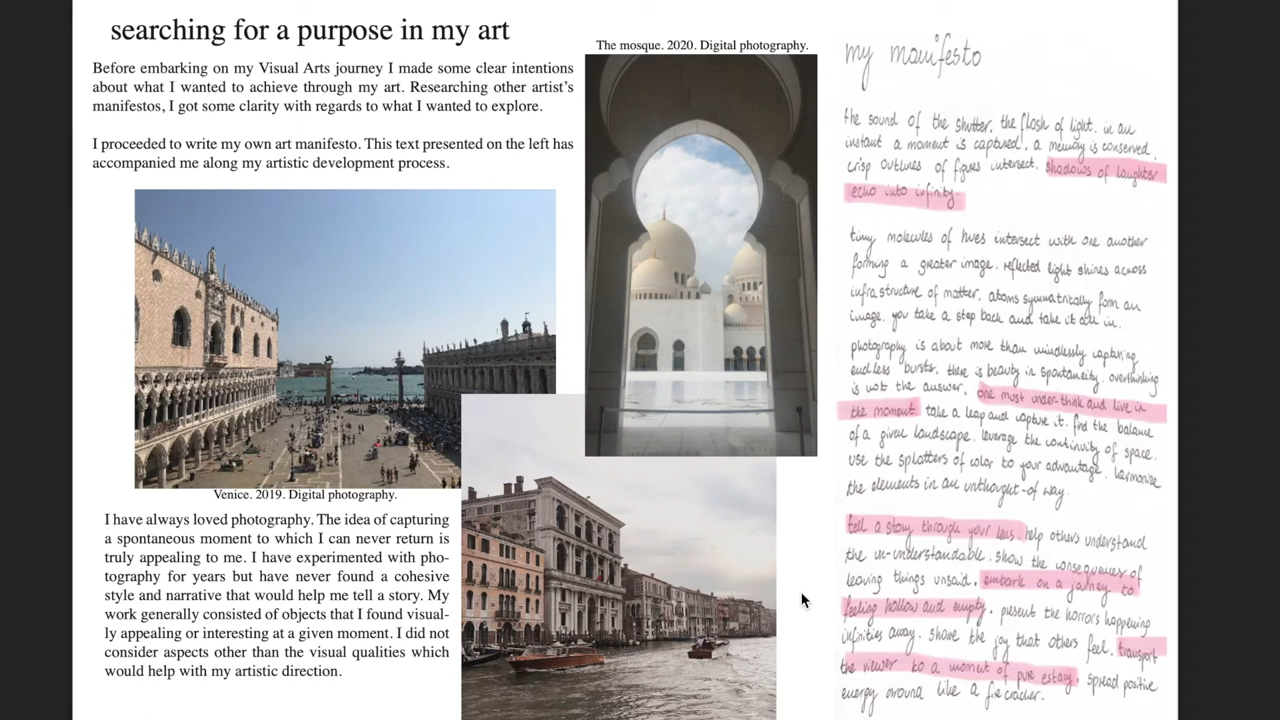 searching for a purpose in my art
Before embarking on my Visual Arts journey I made some clear intentions
about what I wanted to achieve through my art. Researching other artist's
manifestos, I got some clarity with regards to what I wanted to explore.
I proceeded to write my own art manifesto. This text presented on the left has
accompanied me along my artistic development process.
Venice. 2019. Digital photography.
I have always loved photography. The idea of capturing
a spontaneous moment to which I can never return is
truly appealing to me. I have experimented with pho-
tography for years but have never found a cohesive
style and narrative that would help me tell a story. My
work generally consisted of objects that I found visual-
ly appealing or interesting at a given moment. I did not
consider aspects other than the visual qualities which
would help with my artistic direction.
The mosque. 2020. Digital photography.
my manifesto
the sound of the shutter. the flash of light. in an
instant a moment is captured. a memory is conserved.
crisp outlines of figures intersect. shadows of laughter
echo into infinity.
tiny molecules of hues intersect with one another
forming a greater image. reflected light shines across
infrastructure of matter. atoms symmatrically form an
image. you take a step back and take it all in.
photography is about more than mindlessly capturing
endless bursts. there is beauty in spontaneity. overthinking
is not the answer. one must under-think and live in
the moment. take a leap and capture it. find the balance
of a given landscape. leverage the continuity of space.
use the splatters of color to your advantage. harmonise
the elements in an unthought-of way.
tell a story through your lens. help others understand
the un-understandable. show the consequences of
leaving things unsaid. embark on a journey to
feeling hollow and empty. present the horrors happening
infinities away. share the joy that others feel. transport
the viewer to a moment of pure estasy. spread positive
energy around like a firecracker.